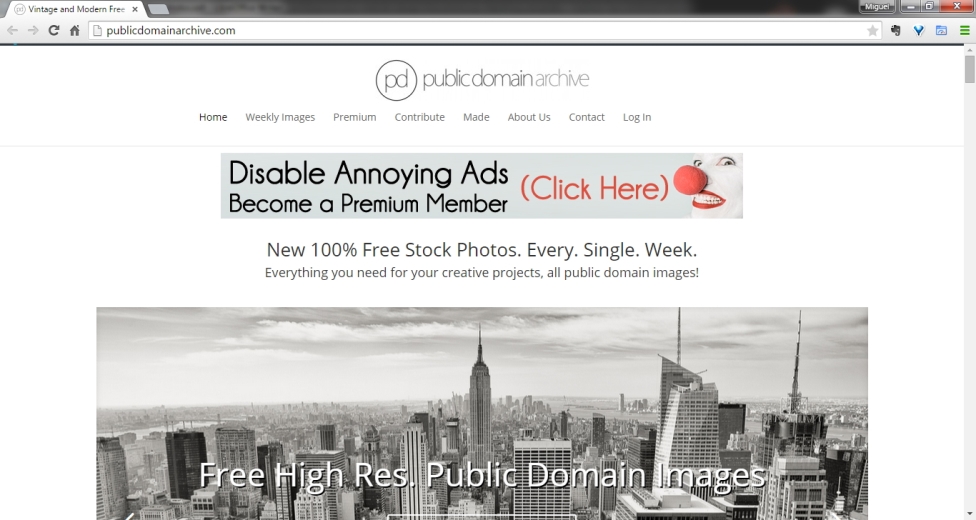 Vintage and Modern Free
Miguel
publicdomainarchive.com
pd publicdomainarchive
Home Weekly Images Premium Contribute Made About Us Contact Log In
Disable Annoying Ads
(Click Here)
Become a Premium Member
New 100% Free Stock Photos. Every. Single. Week.
Everything you need for your creative projects, all public domain images!
Free High Res. Public Domain Images